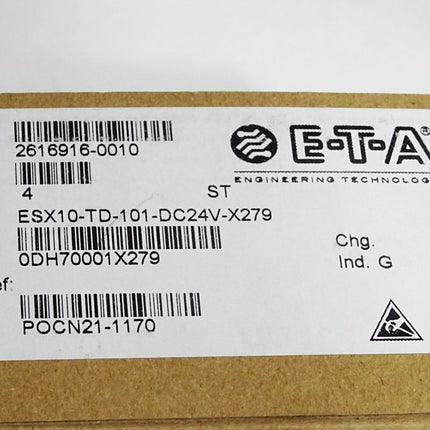 2616916-0010
E-T-A®
ENGINEERING TECHNOLOG
4 ST
ESX10-TD-101-DC24V-X279
0DH70001X279
Chg.
Ind. G
ef:
POCN21-1170